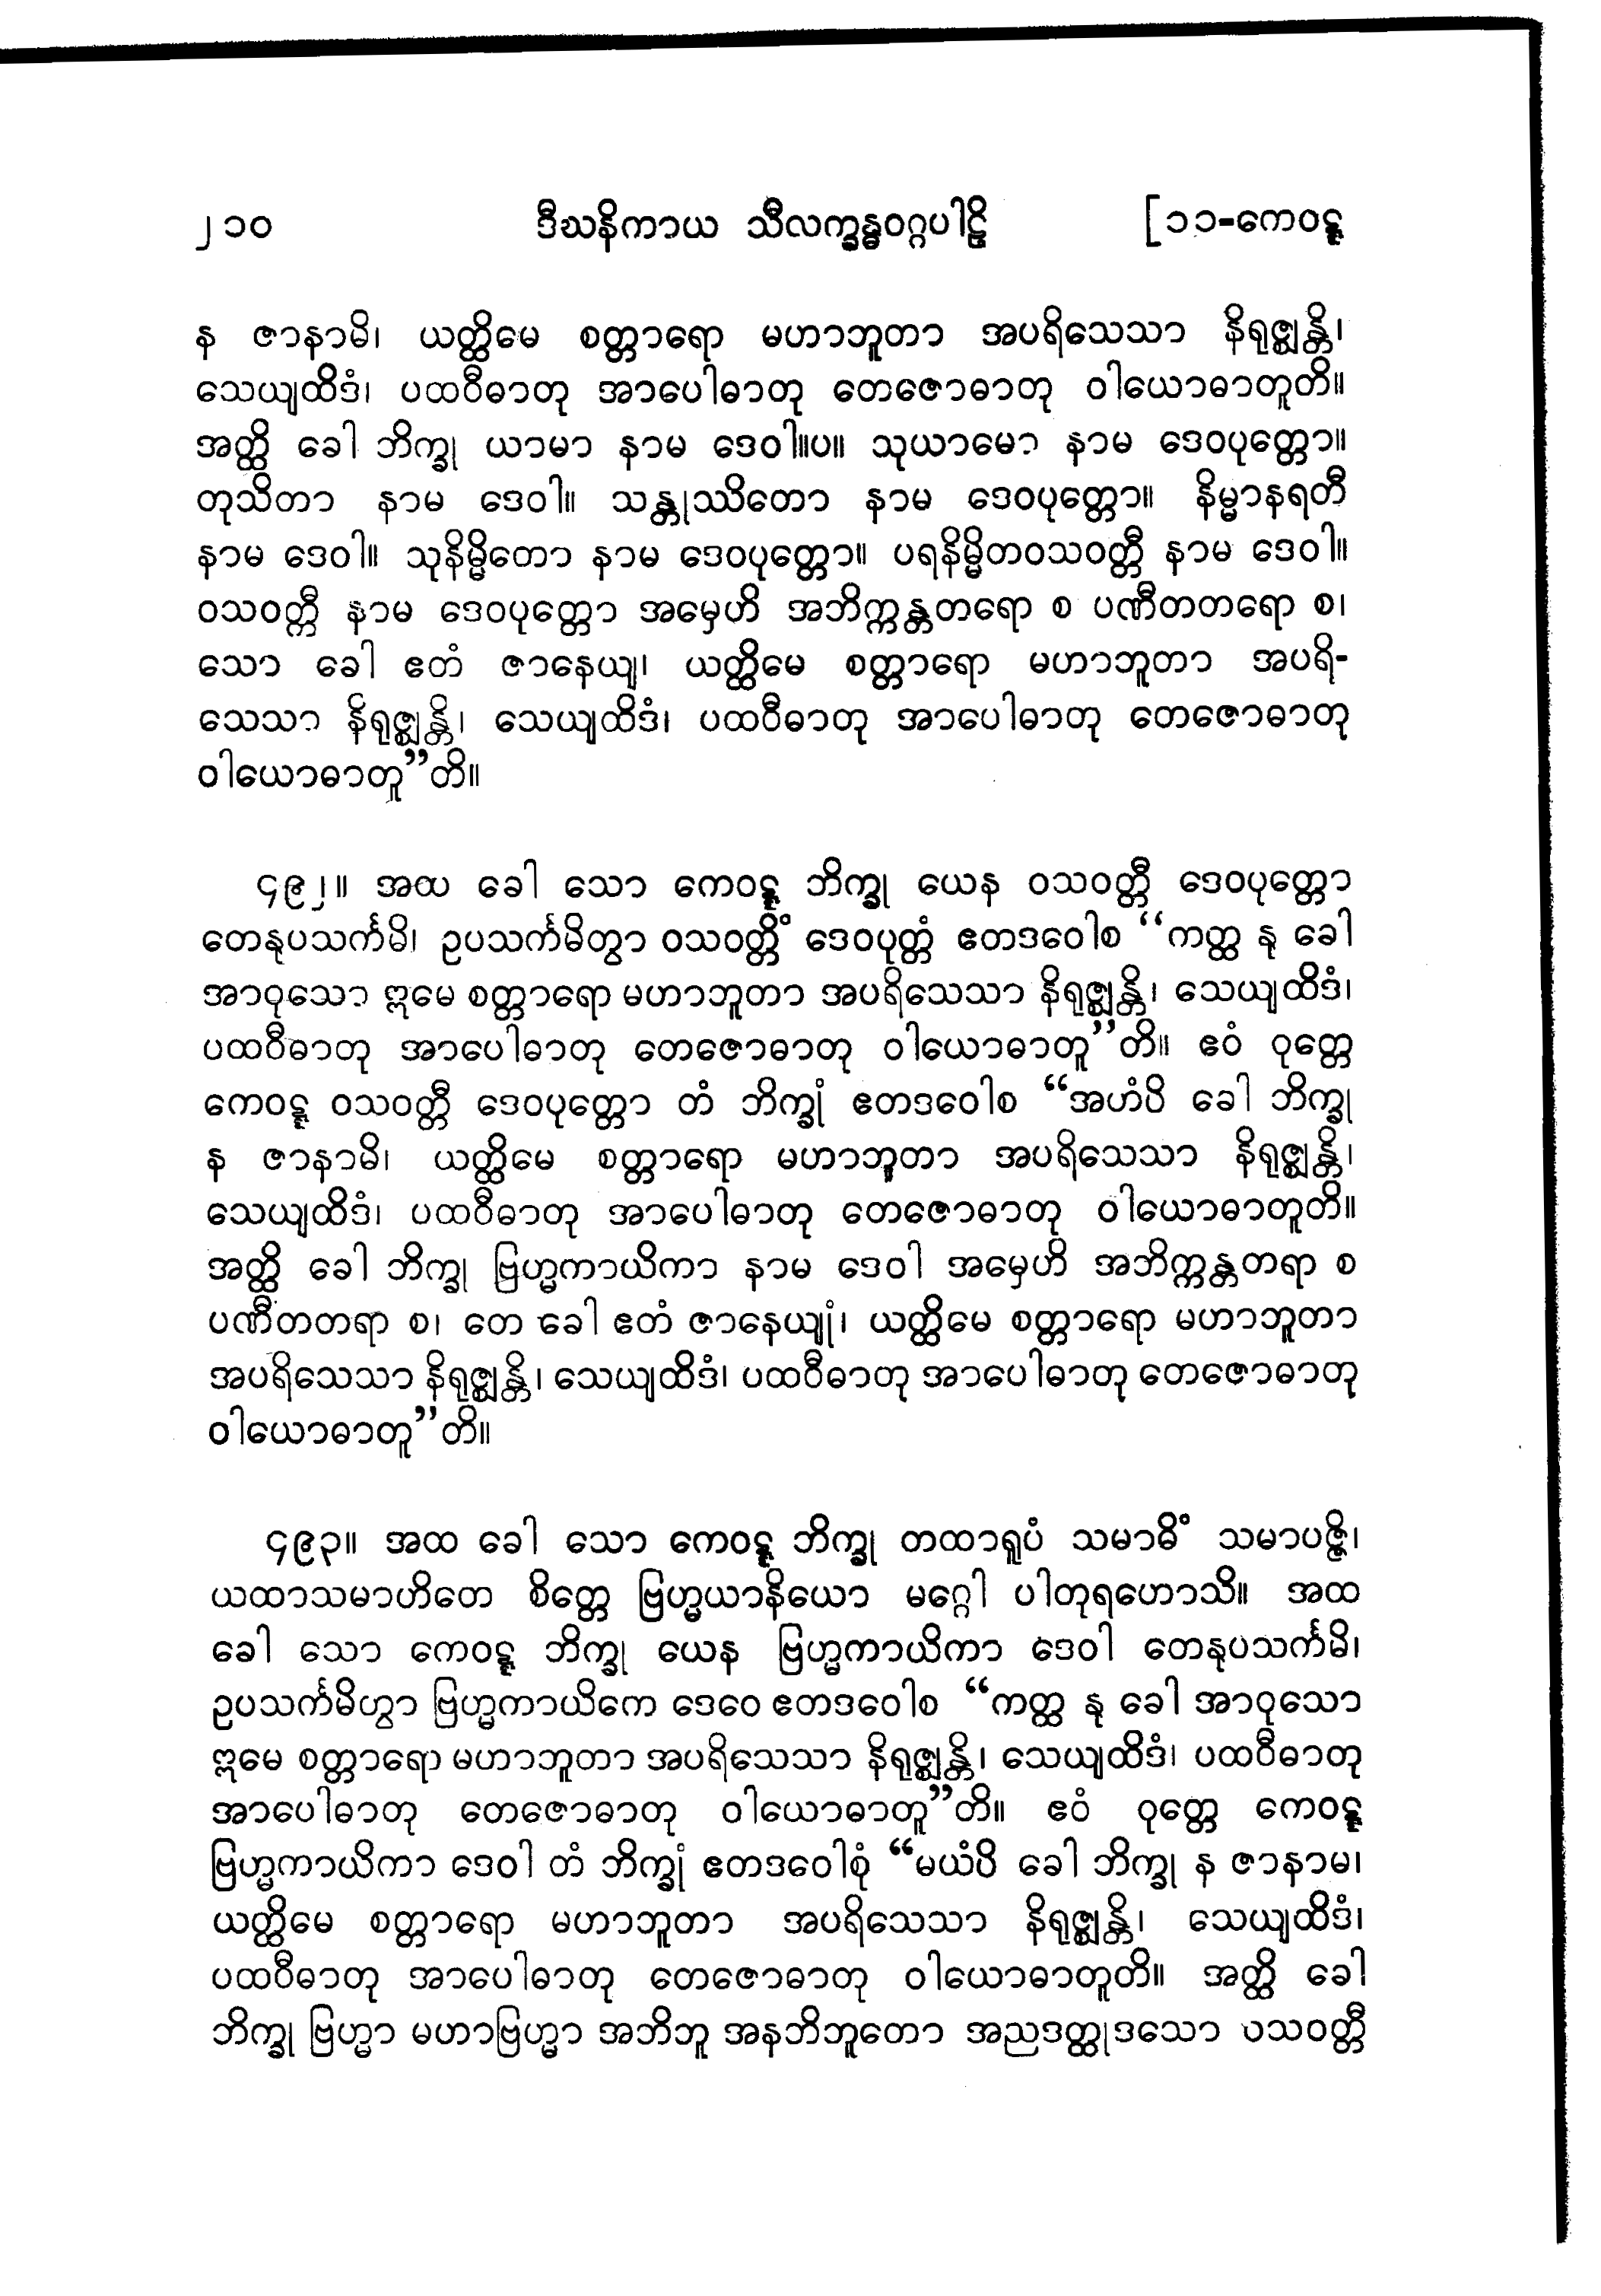 ၂၁၀ ဒီဃနိကာယ သီလက္ခန္ဓဝဂ္ဂပါဠိ [၁၁-ကေဝဋ္ဋ
န ဇာနာမိ၊ ယတ္ထိမေ စတ္တာရော မဟာဘူတာ အပရိသေသာ နိရုဇ္ဈန္တိ၊
သေယျထိဒံ၊ ပထဝီဓာတု အာပေါဓာတု တေဇောဓာတု ဝါယောဓာတူတိ။
အတ္ထိ ခေါ ဘိက္ခု ယာမာ နာမ ဒေဝါ။ပ။ သုယာမော နာမ ဒေဝပုတ္တော။
တုသိတာ နာမ ဒေဝါ။ သန္တုဿိတော နာမ ဒေဝပုတ္တော။ နိမ္မာနရတီ
နာမ ဒေဝါ။ သုနိမ္မိတော နာမ ဒေဝပုတ္တော။ ပရနိမ္မိတဝသဝတ္တီ နာမ ဒေဝါ။
ဝသဝတ္တီ နာမ ဒေဝပုတ္တော အမှေဟိ အဘိက္ကန္တတရော စ ပဏီတတရော စ၊
သော ခေါ ဧတံ ဇာနေယျ၊ ယတ္ထိမေ စတ္တာရော မဟာဘူတာ အပရိ-
သေသာ နိရုဇ္ဈန္တိ၊ သေယျထိဒံ၊ ပထဝီဓာတု အာပေါဓာတု တေဇောဓာတု
ဝါယောဓာတူ”တိ။
၄၉၂။ အထ ခေါ သော ကေဝဋ္ဋ ဘိက္ခု ယေန ဝသဝတ္တီ ဒေဝပုတ္တော
တေနုပသင်္ကမိ၊ ဥပသင်္ကမိတွာ ဝသဝတ္တိံ ဒေဝပုတ္တံ ဧတဒဝေါစ “ကတ္ထ နု ခေါ
အာဝုသော ဣမေ စတ္တာရော မဟာဘူတာ အပရိသေသာ နိရုဇ္ဈန္တိ၊ သေယျထိဒံ၊
ပထဝီဓာတု အာပေါဓာတု တေဇောဓာတု ဝါယောဓာတူ”တိ။ ဧဝံ ဝုတ္တေ
ကေဝဋ္ဋ ဝသဝတ္တီ ဒေဝပုတ္တော တံ ဘိက္ခုံ ဧတဒဝေါစ “အဟံပိ ခေါ ဘိက္ခု
န ဇာနာမိ၊ ယတ္ထိမေ စတ္တာရော မဟာဘူတာ အပရိသေသာ နိရုဇ္ဈန္တိ၊
သေယျထိဒံ၊ ပထဝီဓာတု အာပေါဓာတု တေဇောဓာတု ဝါယောဓာတူတိ။
အတ္ထိ ခေါ ဘိက္ခု ဗြဟ္မကာယိကာ နာမ ဒေဝါ အမှေဟိ အဘိက္ကန္တတရာ စ
ပဏီတတရာ စ၊ တေ ခေါ ဧတံ ဇာနေယျုံ၊ ယတ္ထိမေ စတ္တာရော မဟာဘူတာ
အပရိသေသာ နိရုဇ္ဈန္တိ၊ သေယျထိဒံ၊ ပထဝီဓာတု အာပေါဓာတု တေဇောဓာတု
ဝါယောဓာတူ”တိ။
၄၉၃။ အထ ခေါ သော ကေဝဋ္ဋ ဘိက္ခု တထာရူပံ သမာဓိံ သမာပဇ္ဇိ၊
ယထာသမာဟိတေ စိတ္တေ ဗြဟ္မယာနိယော မဂ္ဂေါ ပါတုရဟောသိ။ အထ
ခေါ သော ကေဝဋ္ဋ ဘိက္ခု ယေန ဗြဟ္မကာယိကာ ဒေဝါ တေနုပသင်္ကမိ၊
ဥပသင်္ကမိတွာ ဗြဟ္မကာယိကေ ဒေဝေ ဧတဒဝေါစ “ကတ္ထ နု ခေါ အာဝုသော
ဣမေ စတ္တာရော မဟာဘူတာ အပရိသေသာ နိရုဇ္ဈန္တိ၊ သေယျထိဒံ၊ ပထဝီဓာတု
အာပေါဓာတု တေဇောဓာတု ဝါယောဓာတူ”တိ။ ဧဝံ ဝုတ္တေ ကေဝဋ္ဋ
ဗြဟ္မကာယိကာ ဒေဝါ တံ ဘိက္ခုံ ဧတဒဝေါစုံ “မယံပိ ခေါ ဘိက္ခု န ဇာနာမ၊
ယတ္ထိမေ စတ္တာရော မဟာဘူတာ အပရိသေသာ နိရုဇ္ဈန္တိ၊ သေယျထိဒံ၊
ပထဝီဓာတု အာပေါဓာတု တေဇောဓာတု ဝါယောဓာတူတိ။ အတ္ထိ ခေါ
ဘိက္ခု ဗြဟ္မာ မဟာဗြဟ္မာ အဘိဘူ အနဘိဘူတော အညဒတ္ထုဒသော ဝသဝတ္တီ